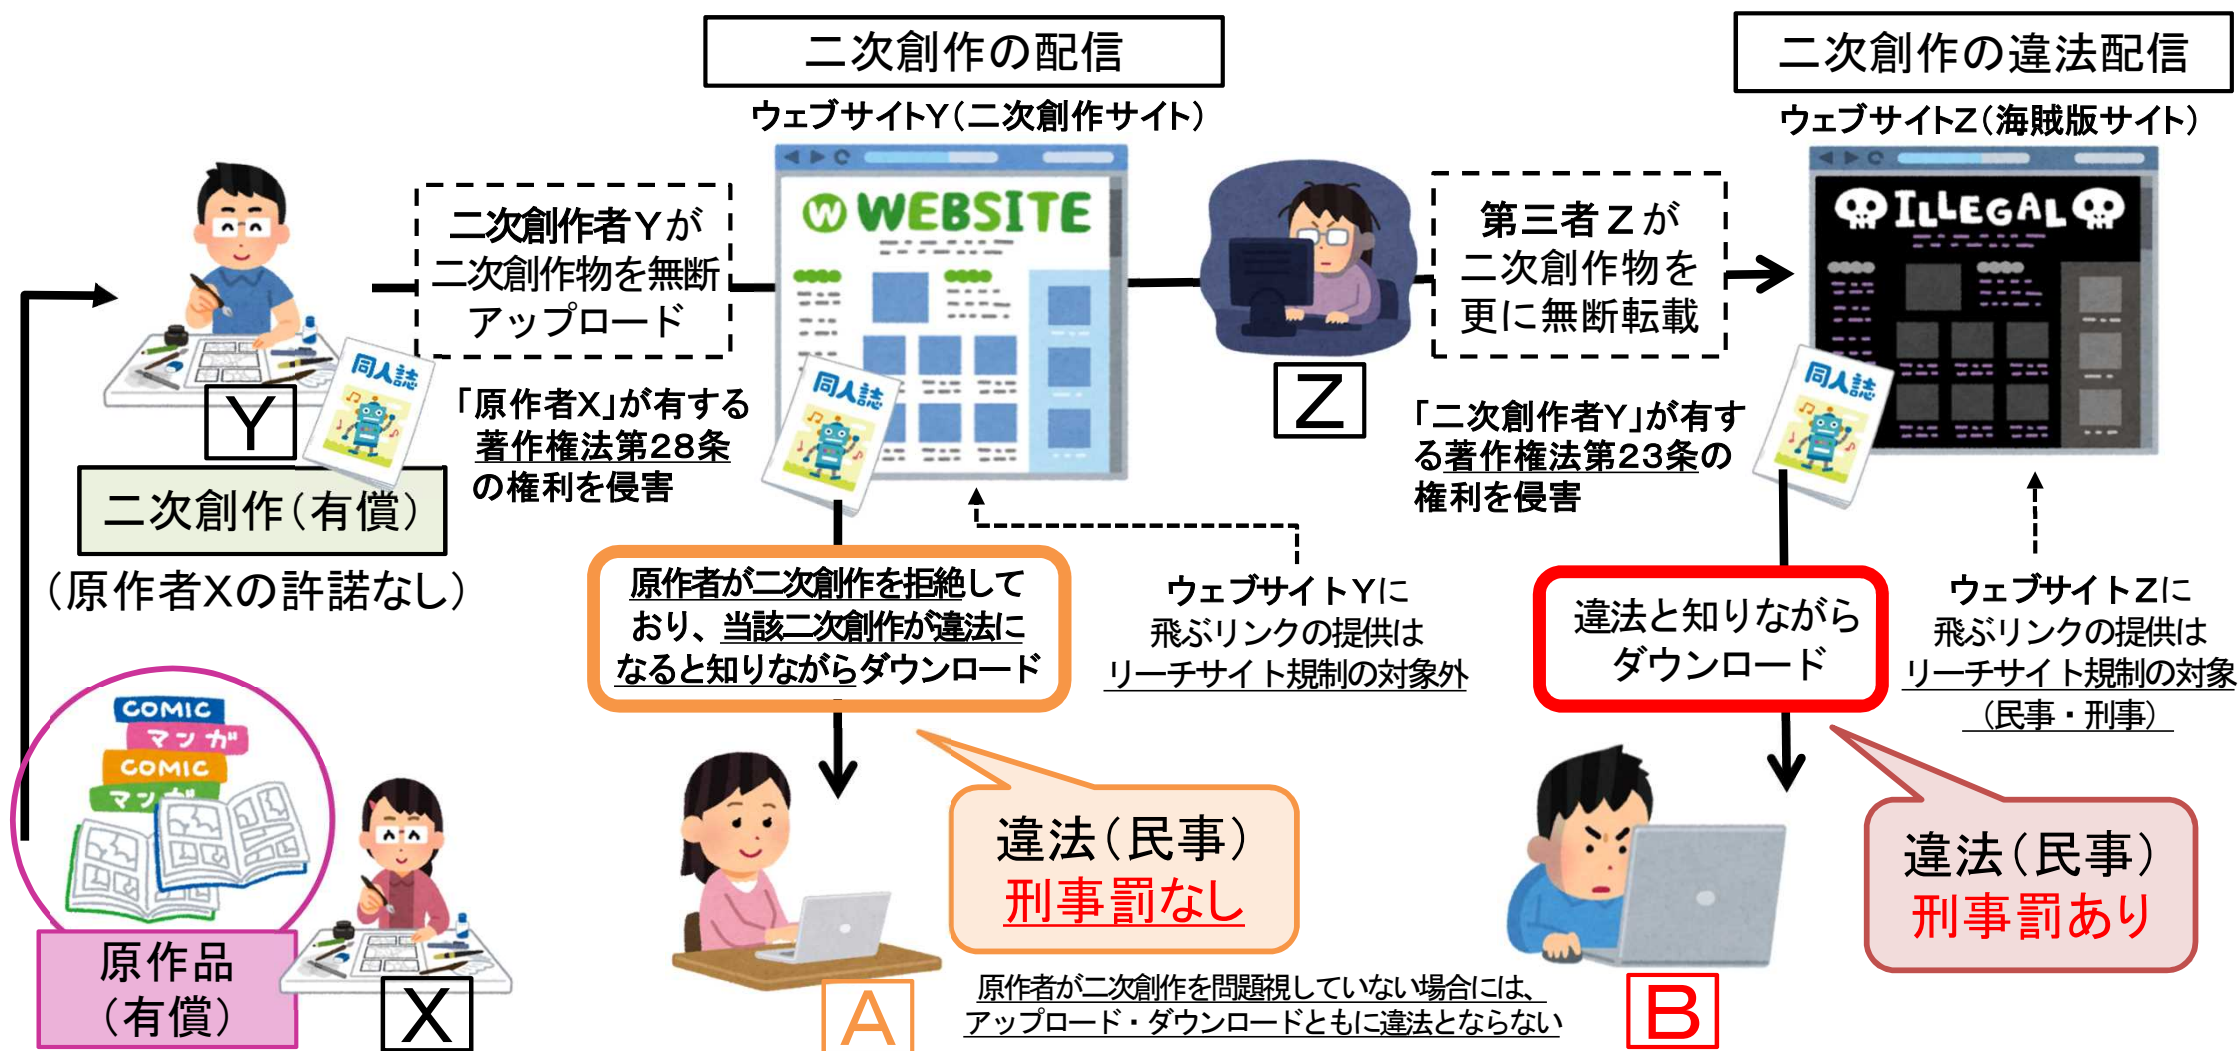 二次創作の配信
ウェブサイトY(二次創作サイト)
二次創作の違法配信
ウェブサイトZ(海賊版サイト)
二次創作者Yが
二次創作物を無断
アップロード
WEBSITE
第三者Zが
二次創作物を
更に無断転載
ILLEGAL
同人誌
Y
「原作者X」が有する
著作権法第28条
の権利を侵害
同人誌
Z
「二次創作者Y」が有す
る著作権法第23条の
権利を侵害
同人誌
二次創作(有償)
(原作者Xの許諾なし)
原作者が二次創作を拒絶して
おり、当該二次創作が違法に
なると知りながらダウンロード
ウェブサイトYに
飛ぶリンクの提供は
リーチサイト規制の対象外
違法と知りながら
ダウンロード
ウェブサイトZに
飛ぶリンクの提供は
リーチサイト規制の対象
(民事・刑事)
COMIC
マンガ
COMIC
マンガ
原作品
(有償)
X
違法(民事)
刑事罰なし
A
原作者が二次創作を問題視していない場合には、
アップロード・ダウンロードともに違法とならない
違法(民事)
刑事罰あり
B